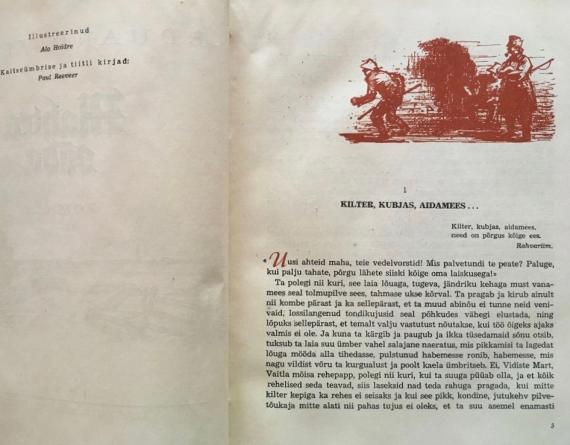 Illustreerinud
Alo Hoidre
Kaitseümbrise ja tiitli kirjad:
Paul Reeveer
1
KILTER, KUBJAS, AIDAMEES...
Kilter, kubjas, aidamees,
need on põrgus kõige ees.
Rahvariim.
«Uusi ahteid maha, teie vedelvorstid! Mis palvetundi te peate? Paluge,
kui palju tahate, põrgu lähete siiski kõige oma laiskusega!»
Ta polegi nii kuri, see laia lõuaga, tugeva, jändriku kehaga must vana-
mees seal tolmupilve sees, tahmase ukse kõrval. Ta pragab ja kirub ainult
nii kombe pärast ja ka sellepärast, et ta muud abinõu ei tunne neid veni-
vaid, lossilangenud tondikujusid seal põhkudes vähegi elustada, ning
lõpuks sellepärast, et temalt valju vastutust nõutakse, kui töö õigeks ajaks
valmis ei ole. Ja kuna ta kärgib ja paugub ja ikka tüsedamaid sõnu otsib,
tuksub ta laia suu ümber vahel salajane naeratus, mis pikkamisi ta lagedat
lõuga mööda alla tihedasse, pulstunud habemesse ronib, habemesse, mis
nagu vildist võru ta kurgualust ja poolt kaela ümbritseb. Ei, Vidiste Mart,
Vaitla mõisa rehepapp, polegi nii kuri, kui ta suuga püüab olla, ja et kõik
rehelised seda teavad, siis laseksid nad teda rahuga pragada, kui mitte
kilter kepiga ka rehes ei seisaks ja kui see pikk, kondine, jutukehv pilve-
tõukaja mitte alati nii pahas tujus ei oleks, et ta suu asemel enamasti
5